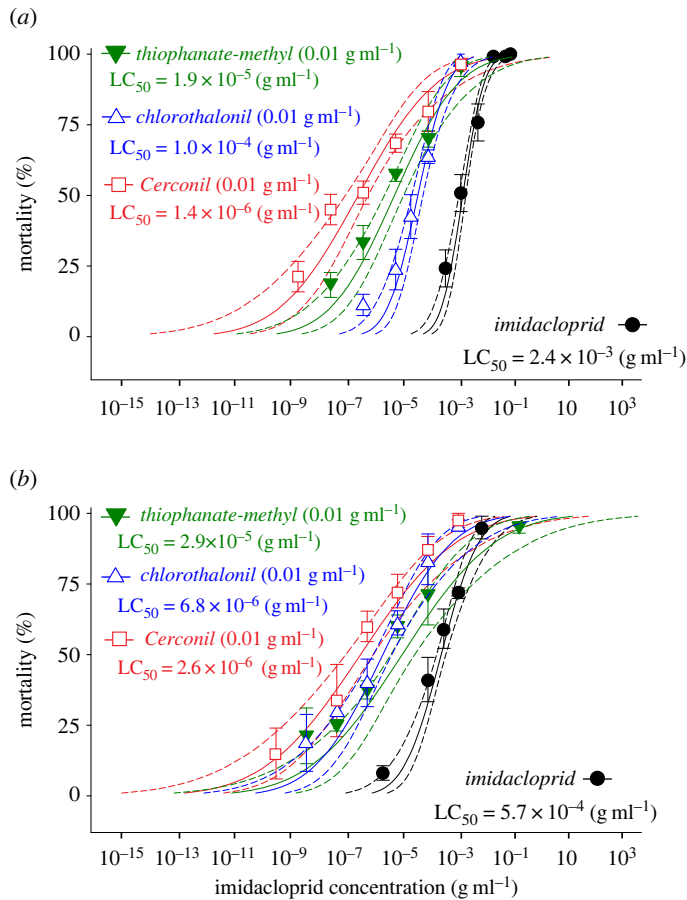 (a)
100
75
50
25
0
mortality (%)
thiophanate-methyl (0.01 g ml⁻¹)
LC₅₀ = 1.9 × 10⁻⁵ (g ml⁻¹)
chlorothalonil (0.01 g ml⁻¹)
LC₅₀ = 1.0 × 10⁻⁴ (g ml⁻¹)
Cerconil (0.01 g ml⁻¹)
LC₅₀ = 1.4 × 10⁻⁶ (g ml⁻¹)
imidacloprid
LC₅₀ = 2.4 × 10⁻³ (g ml⁻¹)
10⁻¹⁵ 10⁻¹³ 10⁻¹¹ 10⁻⁹ 10⁻⁷ 10⁻⁵ 10⁻³ 10⁻¹ 10 10³
(b)
100
75
50
25
0
mortality (%)
thiophanate-methyl (0.01 g ml⁻¹)
LC₅₀ = 2.9×10⁻⁵ (g ml⁻¹)
chlorothalonil (0.01 g ml⁻¹)
LC₅₀ = 6.8 × 10⁻⁶ (g ml⁻¹)
Cerconil (0.01 g ml⁻¹)
LC₅₀ = 2.6 × 10⁻⁶ (g ml⁻¹)
imidacloprid
LC₅₀ = 5.7 × 10⁻⁴ (g ml⁻¹)
10⁻¹⁵ 10⁻¹³ 10⁻¹¹ 10⁻⁹ 10⁻⁷ 10⁻⁵ 10⁻³ 10⁻¹ 10 10³
imidacloprid concentration (g ml⁻¹)